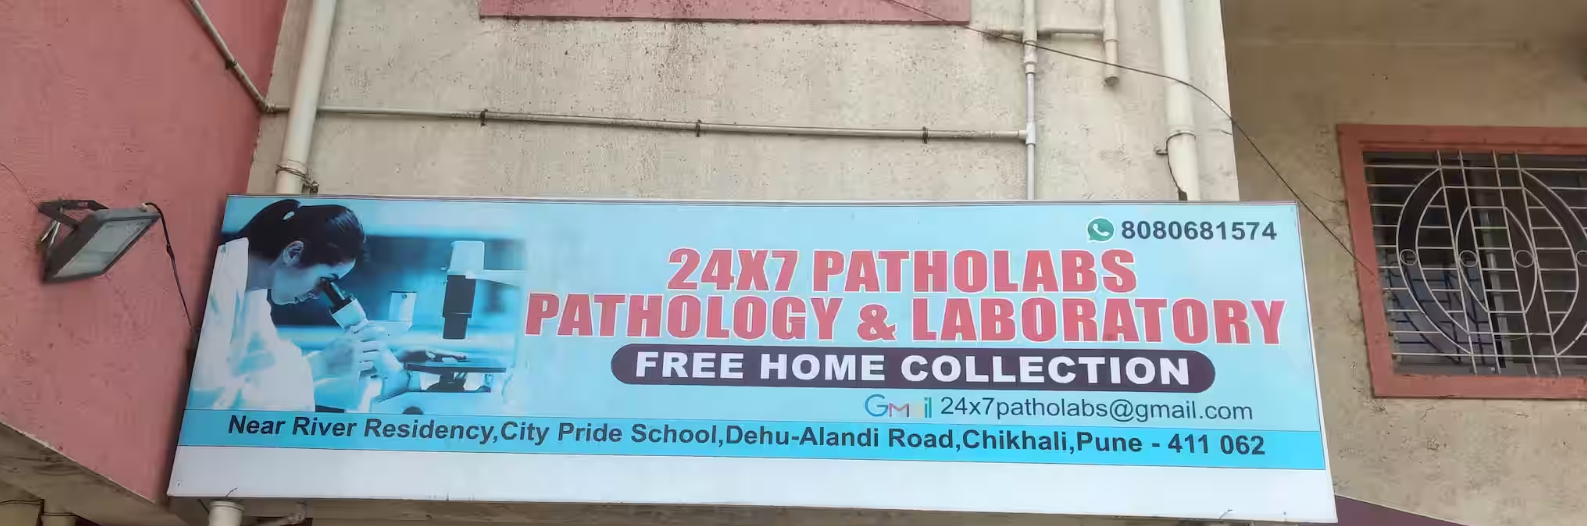 8080681574
24X7 PATHOLABS
PATHOLOGY & LABORATORY
FREE HOME COLLECTION
Gmail 24x7patholabs@gmail.com
Near River Residency,City Pride School,Dehu-Alandi Road,Chikhali,Pune - 411 062